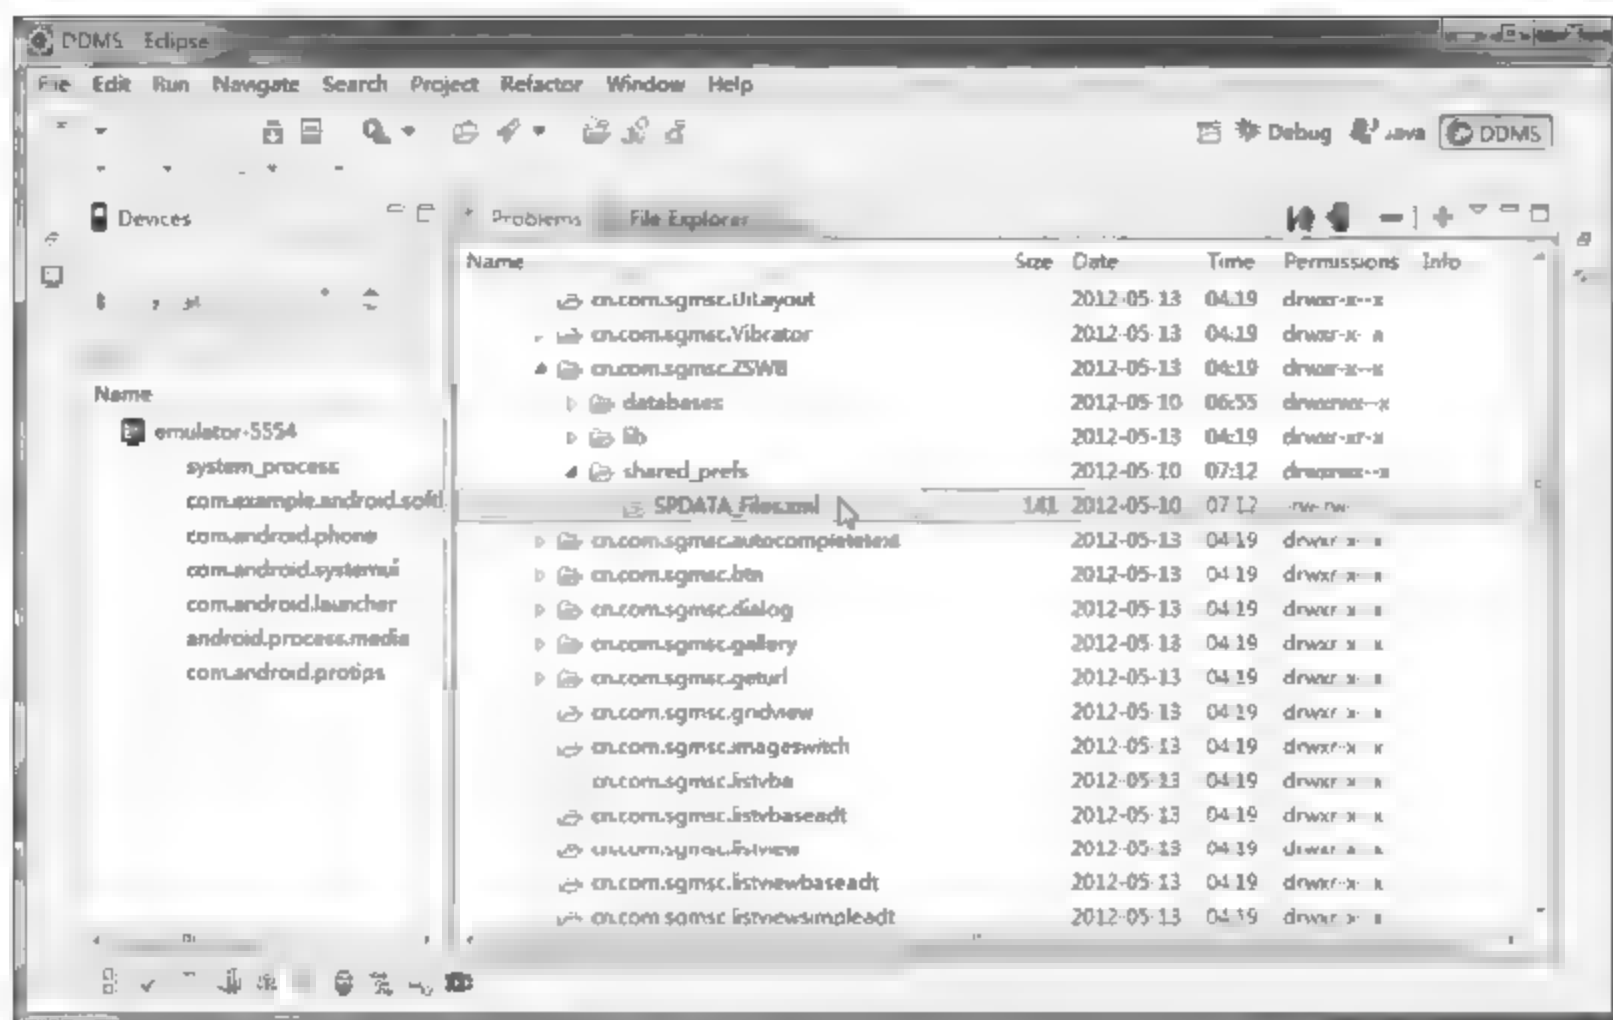 DDMS Eclipse
File Edit Run Navigate Search Project Refactor Window Help
Debug Java DDMS
Devices
Problems File Explorer
Name Size Date Time Permissions Info
cn.com.sgmsc.UILayout 2012-05-13 04:19 drwxr-x--x
cn.com.sgmsc.Vibrator 2012-05-13 04:19
cn.com.sgmsc.ZSWB 2012-05-13 04:19 drwxr-x--x
databases 2012-05-10 06:55 drwxrwx--x
lib 2012-05-13 04:19 drwxr-xr-x
shared_prefs 2012-05-10 07:12 drwxrwx--x
SPDATA_Files.xml 141 2012-05-10 07:12
cn.com.sgmsc.autocompletetext 2012-05-13 04:19
cn.com.sgmsc.btn 2012-05-13 04:19
cn.com.sgmsc.dialog 2012-05-13 04:19
cn.com.sgmsc.gallery 2012-05-13 04:19
cn.com.sgmsc.geturl 2012-05-13 04:19
cn.com.sgmsc.gridview 2012-05-13 04:19
cn.com.sgmsc.imageswitch 2012-05-13 04:19
cn.com.sgmsc.listvba 2012-05-13 04:19
cn.com.sgmsc.listvbaseadt 2012-05-13 04:19
cn.com.sgmsc.listview 2012-05-13 04:19
cn.com.sgmsc.listviewbaseadt 2012-05-13 04:19
cn.com.sgmsc.listviewsimpleadt 2012-05-13 04:19
Name
emulator-5554
system_process
com.example.android.softl
com.android.phone
com.android.systemui
com.android.launcher
android.process.media
com.android.protips